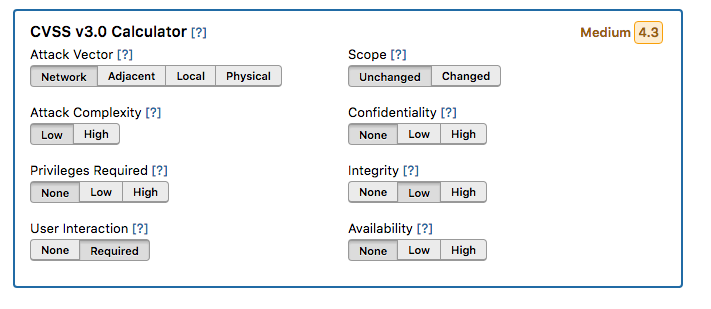 CVSS v3.0 Calculator [?]
Medium 4.3
Attack Vector [?]
Network Adjacent Local Physical
Scope [?]
Unchanged Changed
Attack Complexity [?]
Low High
Confidentiality [?]
None Low High
Privileges Required [?]
None Low High
Integrity [?]
None Low High
User Interaction [?]
None Required
Availability [?]
None Low High